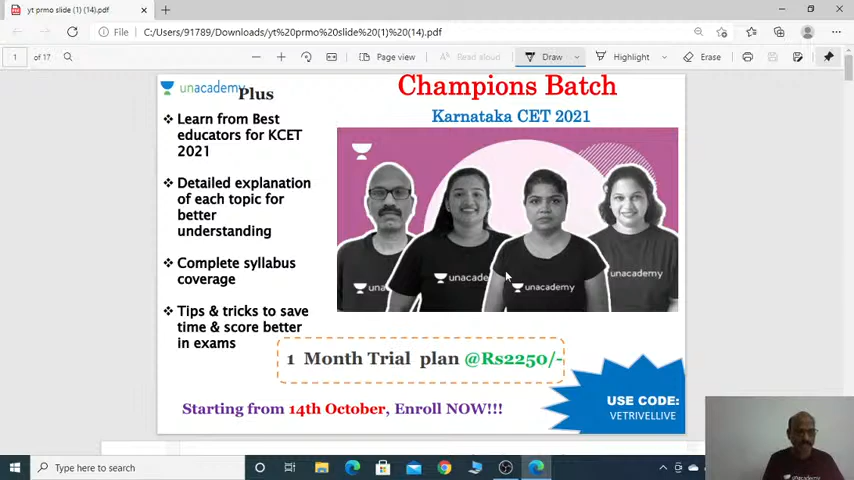 yt prmo slide (1) (14).pdf
File
C:/Users/91789/Downloads/yt%20prmo%20slide%20(1)%20(14).pdf
1 of 17
Page view
Read aloud
Draw
Highlight
Erase
unacademy Plus
Champions Batch
Karnataka CET 2021
Learn from Best
educators for KCET
2021
Detailed explanation
of each topic for
better
understanding
Complete syllabus
coverage
Tips & tricks to save
time & score better
in exams
unacademy
unacademy
1 Month Trial plan @Rs2250/-
Starting from 14th October, Enroll NOW!!!
USE CODE:
VETRIVELLIVE
unacademy
Type here to search